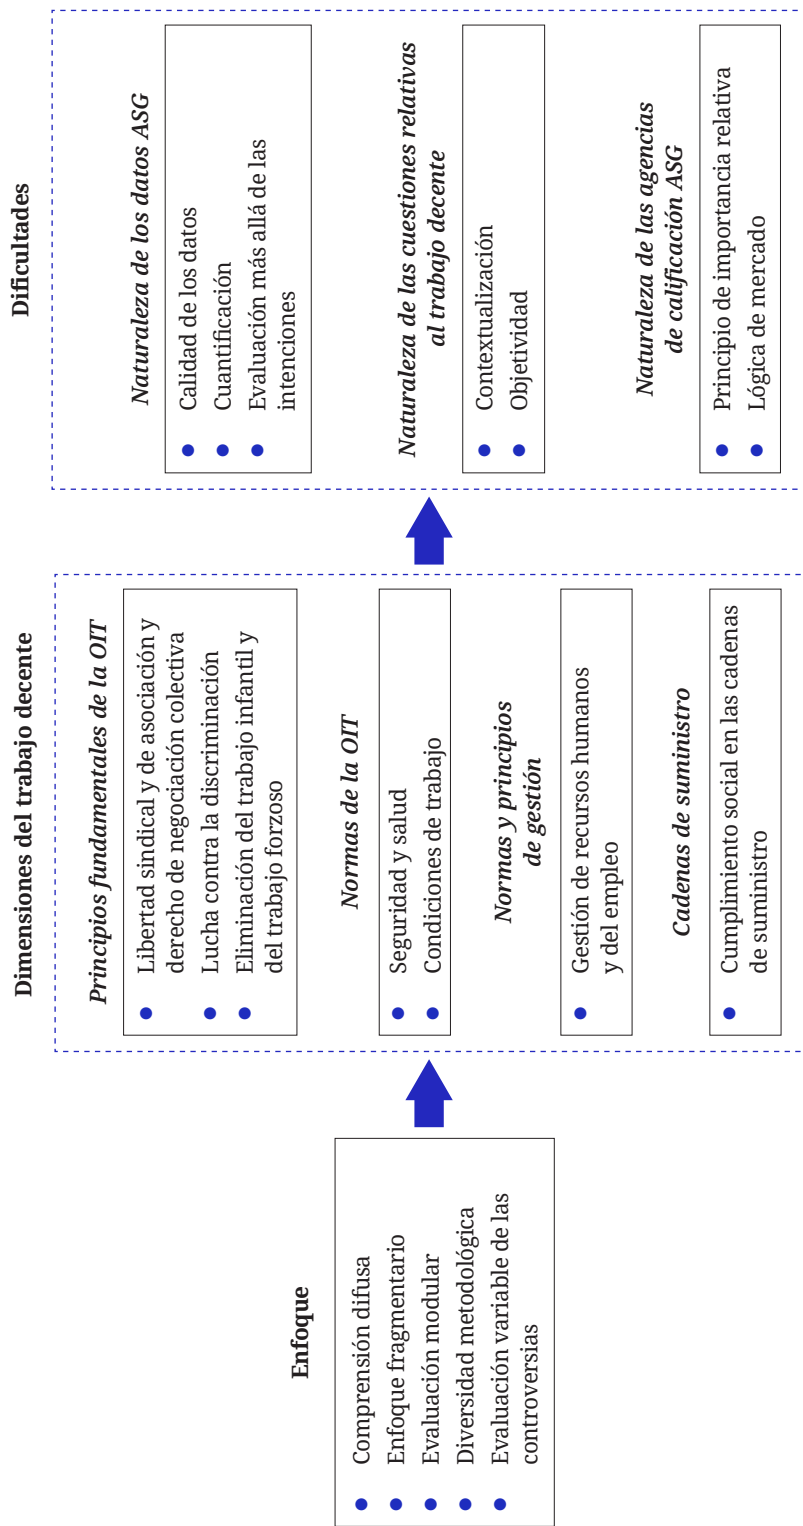 Enfoque
Comprensión difusa
Enfoque fragmentario
Evaluación modular
Diversidad metodológica
Evaluación variable de las
controversias
Dimensiones del trabajo decente
Principios fundamentales de la OIT
Libertad sindical y de asociación y
derecho de negociación colectiva
Lucha contra la discriminación
Eliminación del trabajo infantil y
del trabajo forzoso
Normas de la OIT
Seguridad y salud
Condiciones de trabajo
Normas y principios
de gestión
Gestión de recursos humanos
y del empleo
Cadenas de suministro
Cumplimiento social en las cadenas
de suministro
Dificultades
Naturaleza de los datos ASG
Calidad de los datos
Cuantificación
Evaluación más allá de las
intenciones
Naturaleza de las cuestiones relativas
al trabajo decente
Contextualización
Objetividad
Naturaleza de las agencias
de calificación ASG
Principio de importancia relativa
Lógica de mercado